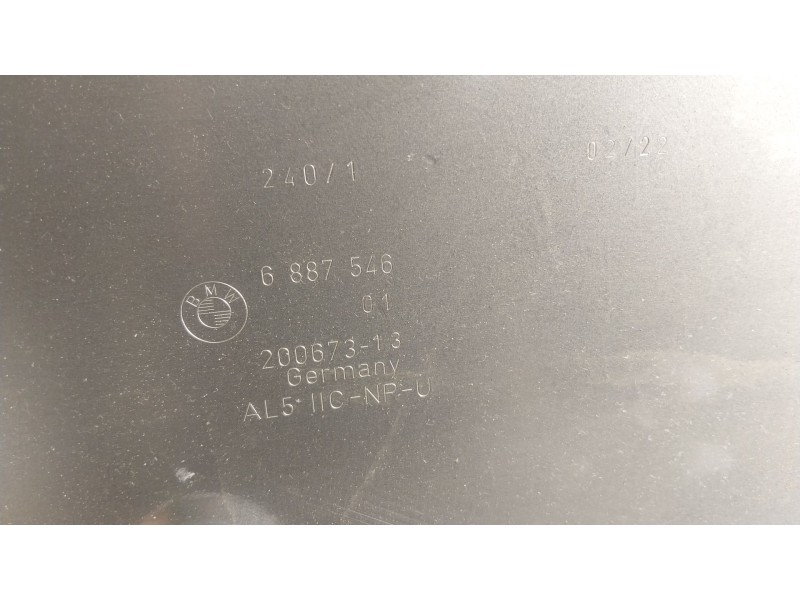 240/1
02/22
6 887 546
01
BMW
200673-13
Germany
AL5 IIC-NP-U